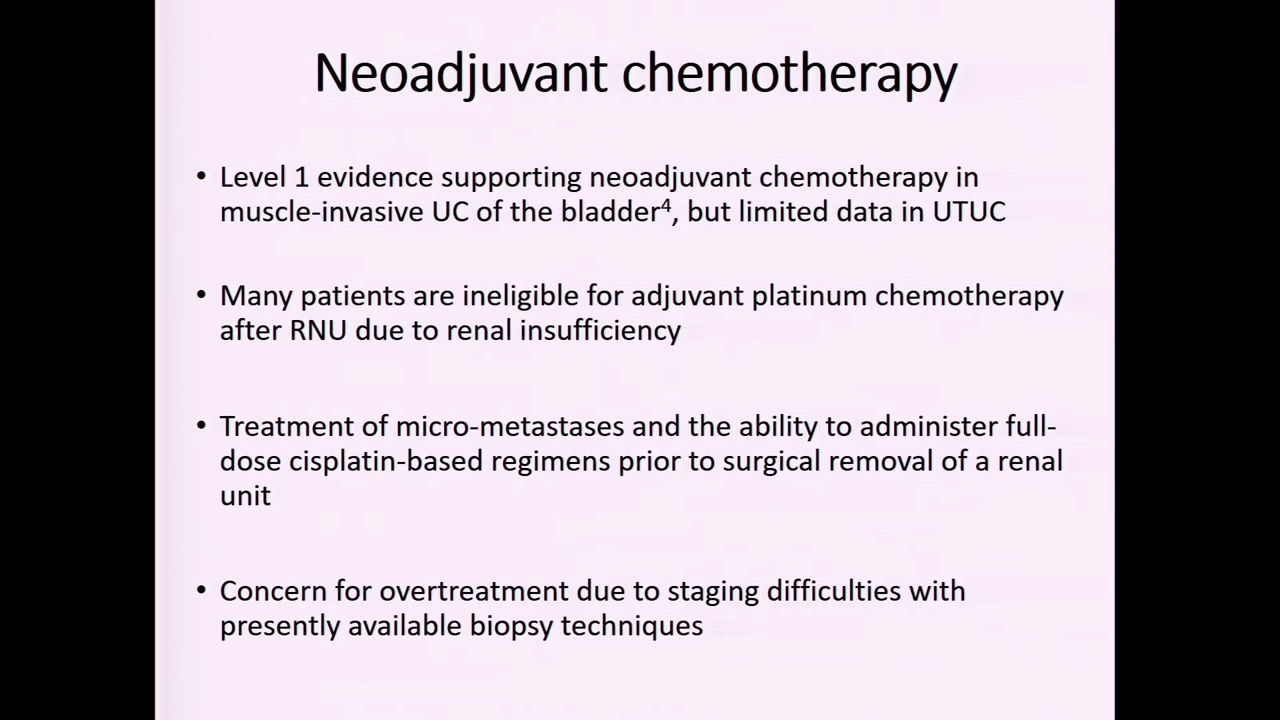 Neoadjuvant chemotherapy
• Level 1 evidence supporting neoadjuvant chemotherapy in
muscle-invasive UC of the bladder⁴, but limited data in UTUC
• Many patients are ineligible for adjuvant platinum chemotherapy
after RNU due to renal insufficiency
• Treatment of micro-metastases and the ability to administer full-
dose cisplatin-based regimens prior to surgical removal of a renal
unit
• Concern for overtreatment due to staging difficulties with
presently available biopsy techniques